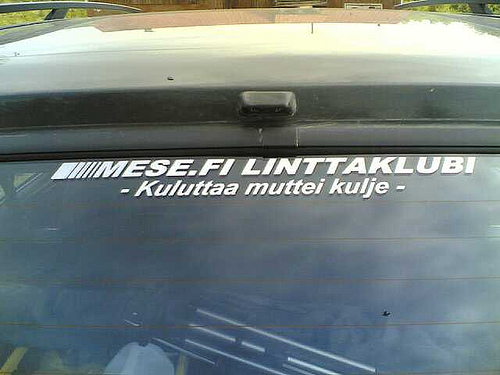 MESE.FI LINTTAKLUBI
- Kuluttaa muttei kulje -